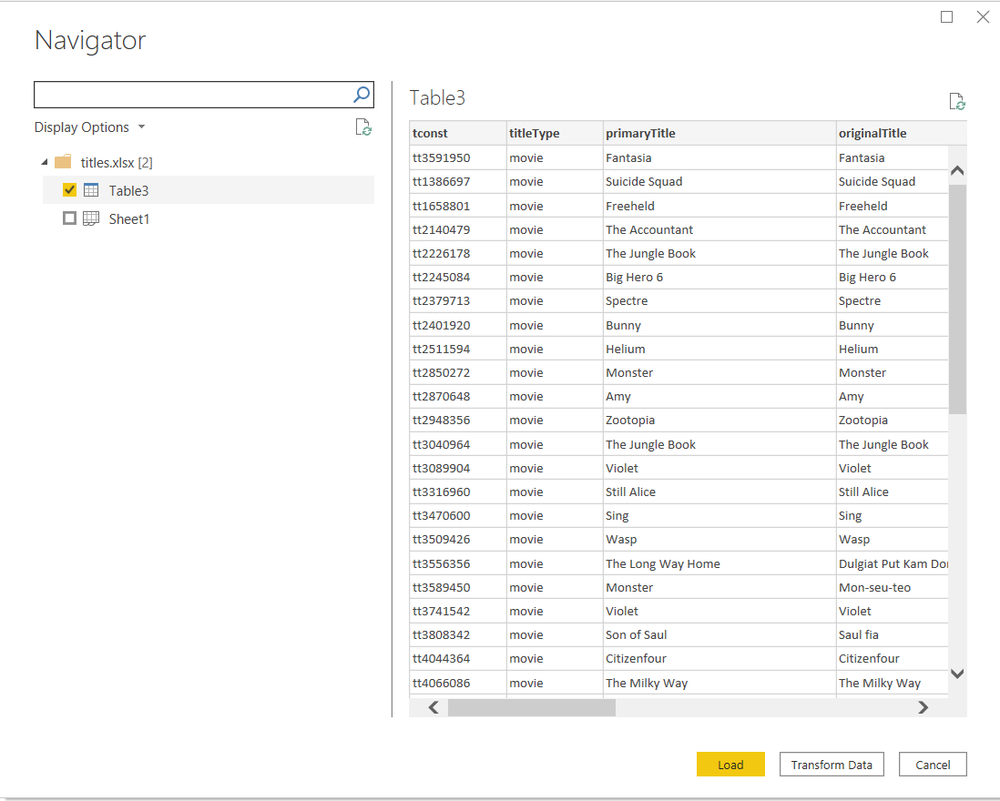 Navigator
Display Options
titles.xlsx [2]
Table3
Sheet1
Table3
tconst titleType primaryTitle originalTitle
tt3591950 movie Fantasia Fantasia
tt1386697 movie Suicide Squad Suicide Squad
tt1658801 movie Freeheld Freeheld
tt2140479 movie The Accountant The Accountant
tt2226178 movie The Jungle Book The Jungle Book
tt2245084 movie Big Hero 6 Big Hero 6
tt2379713 movie Spectre Spectre
tt2401920 movie Bunny Bunny
tt2511594 movie Helium Helium
tt2850272 movie Monster Monster
tt2870648 movie Amy Amy
tt2948356 movie Zootopia Zootopia
tt3040964 movie The Jungle Book The Jungle Book
tt3089904 movie Violet Violet
tt3316960 movie Still Alice Still Alice
tt3470600 movie Sing Sing
tt3509426 movie Wasp Wasp
tt3556356 movie The Long Way Home Dulgiat Put Kam Dor
tt3589450 movie Monster Mon-seu-teo
tt3741542 movie Violet Violet
tt3808342 movie Son of Saul Saul fia
tt4044364 movie Citizenfour Citizenfour
tt4066086 movie The Milky Way The Milky Way
Load Transform Data Cancel